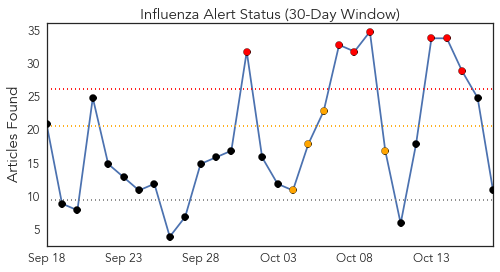 Influenza Alert Status (30-Day Window)
Articles Found
35
30
25
20
15
10
5
Sep 18 Sep 23 Sep 28 Oct 03 Oct 08 Oct 13